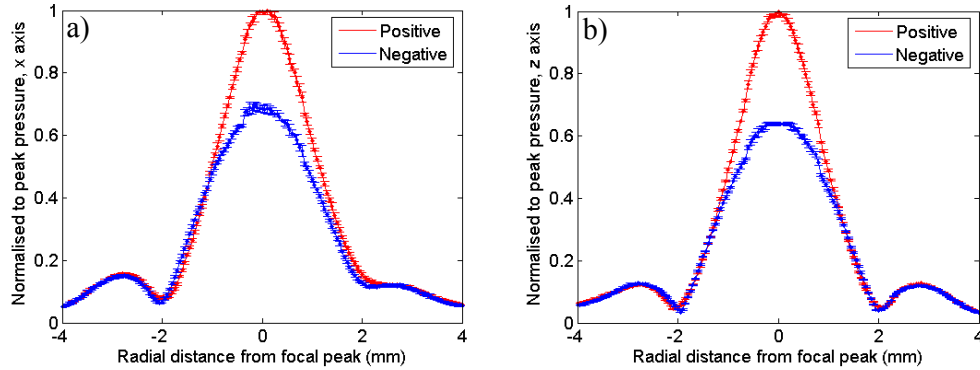 a)
Positive
Negative
Normalised to peak pressure, x axis
1
0.8
0.6
0.4
0.2
0
-4
-2
0
2
4
Radial distance from focal peak (mm)
b)
Positive
Negative
Normalised to peak pressure, z axis
1
0.8
0.6
0.4
0.2
0
-4
-2
0
2
4
Radial distance from focal peak (mm)